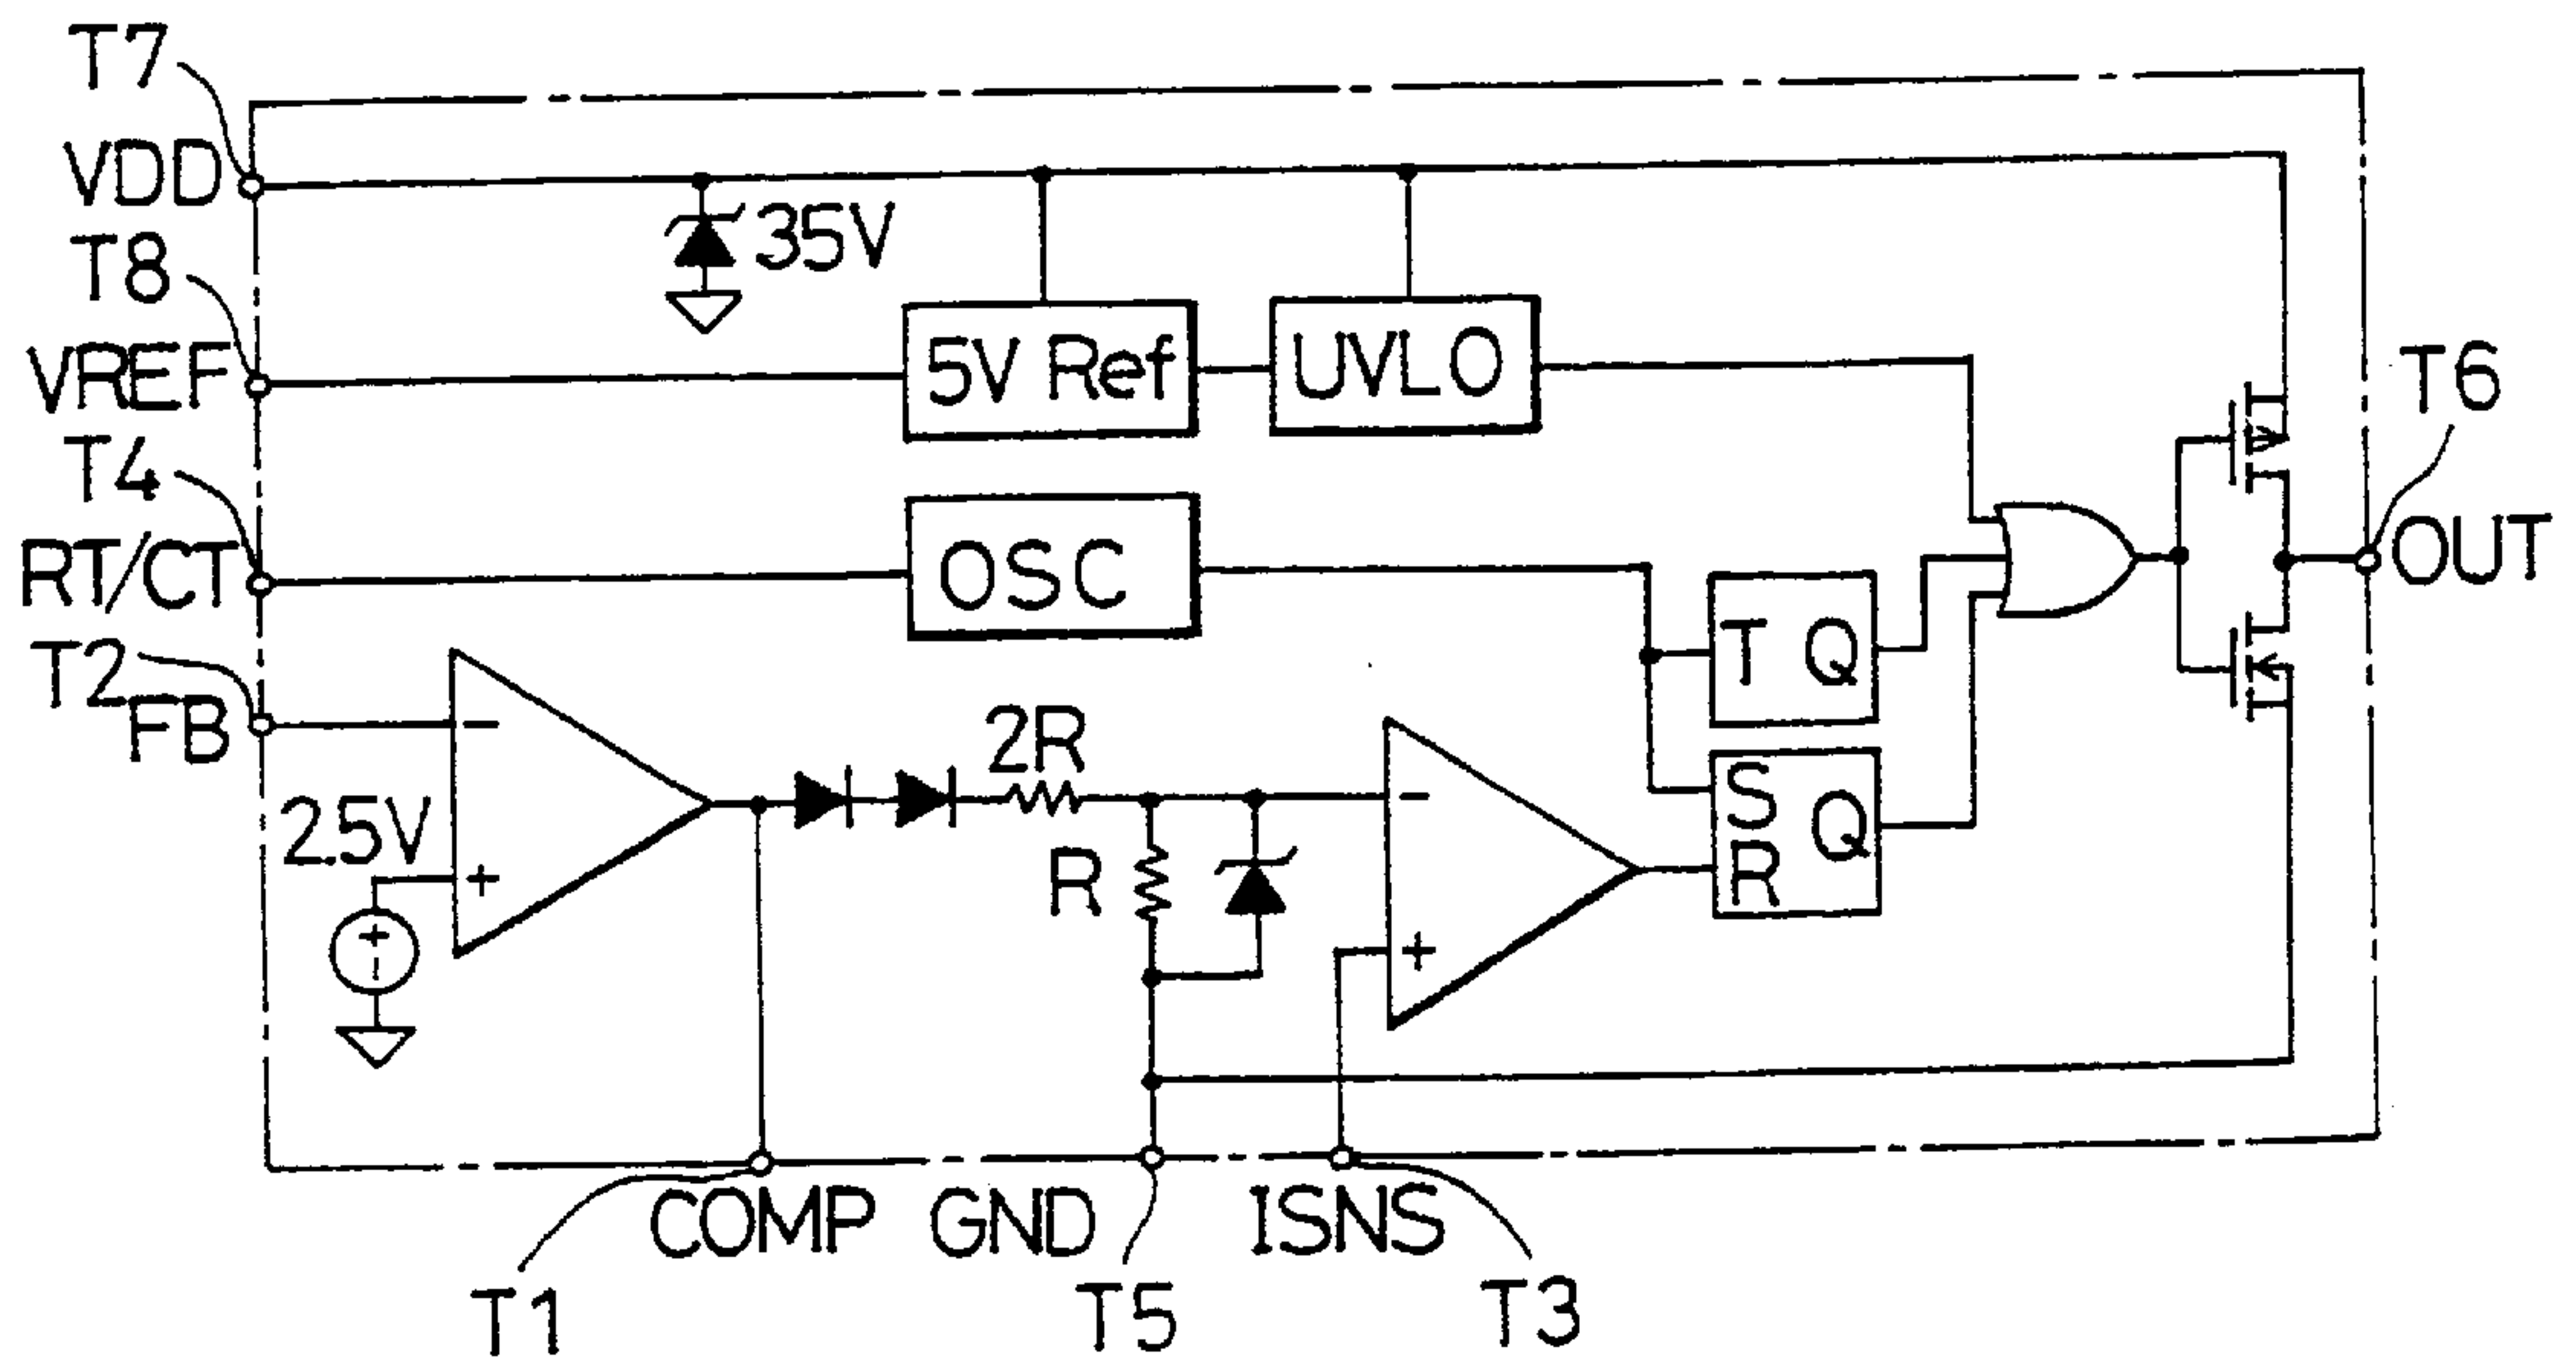 T7
VDD
35V
T8
VREF
5V Ref
UVLO
T6
T4
RT/CT
OSC
OUT
T2
FB
T Q
2.5V
2R
R
S
Q
R
−
+
+
−
−
+
COMP
GND
ISNS
T1
T5
T3